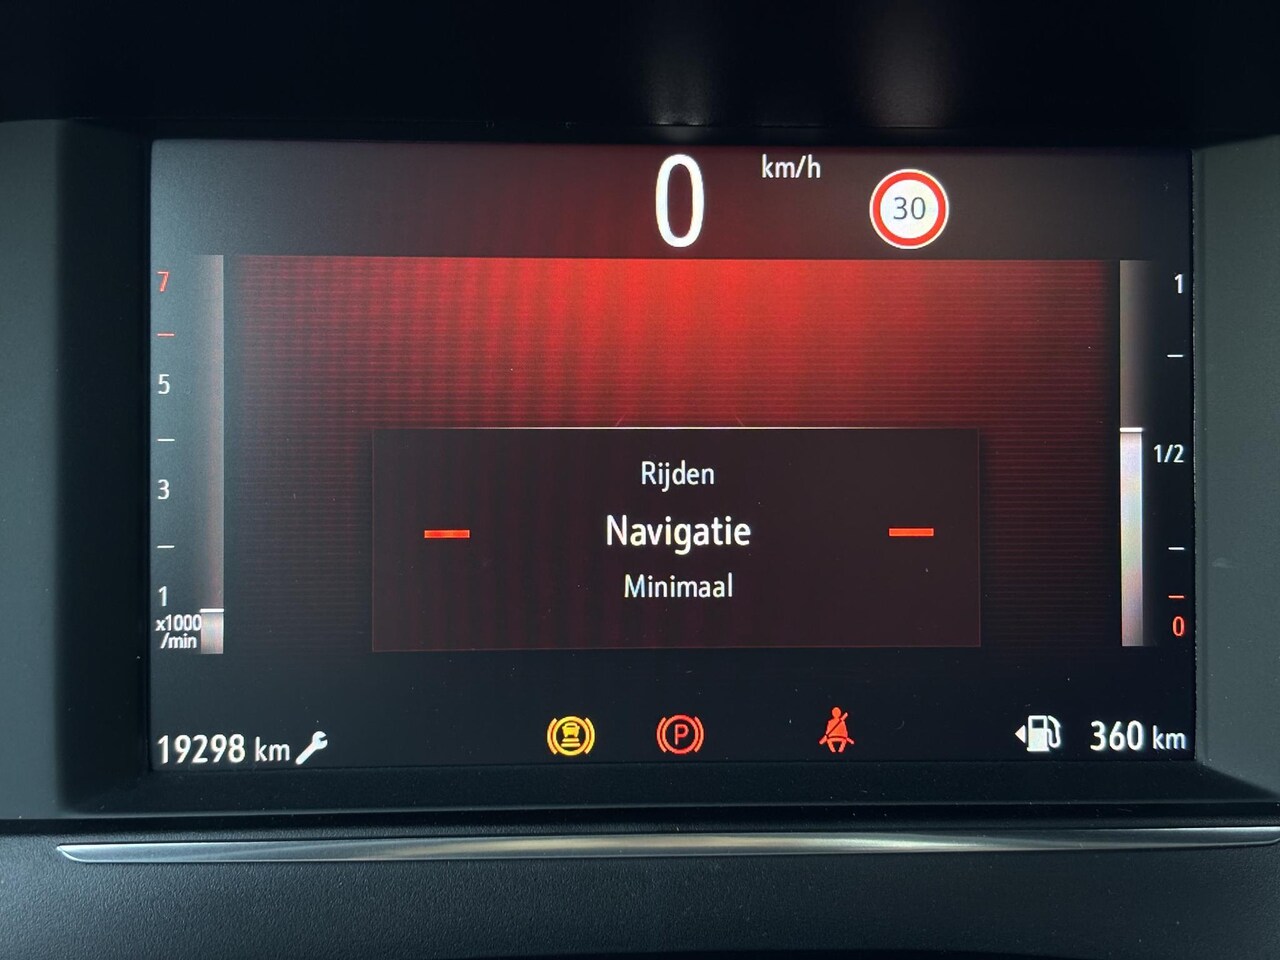 0 km/h 30
7
5
3
1
x1000
/min
1
1/2
0
Rijden
Navigatie
Minimaal
19298 km
P
360 km